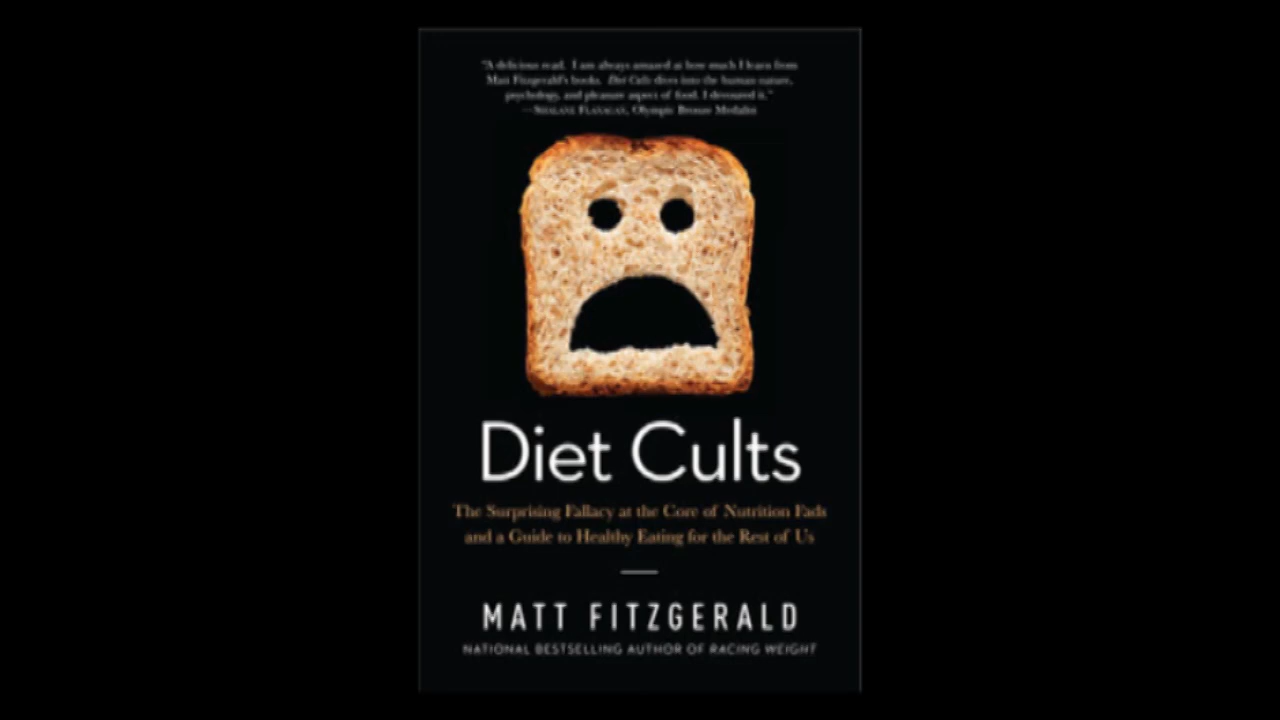 "A delicious read. I am always amazed at how much I learn from
Matt Fitzgerald's books. Diet Cults dives into the human nature,
psychology, and pleasure aspect of food. I devoured it."
—SHALANE FLANAGAN, Olympic Bronze Medalist
Diet Cults
The Surprising Fallacy at the Core of Nutrition Fads
and a Guide to Healthy Eating for the Rest of Us
MATT FITZGERALD
NATIONAL BESTSELLING AUTHOR OF RACING WEIGHT